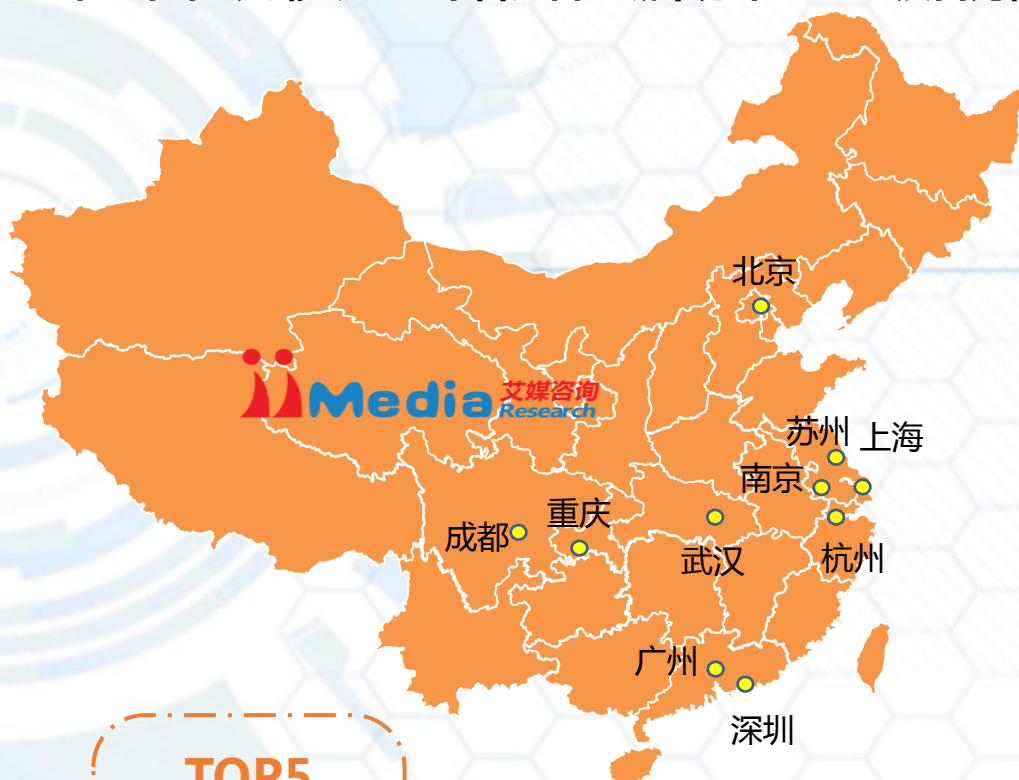 北京
iiMedia 艾媒咨询
Research
苏州 上海
南京
重庆
成都
武汉 杭州
广州
深圳
TOP5